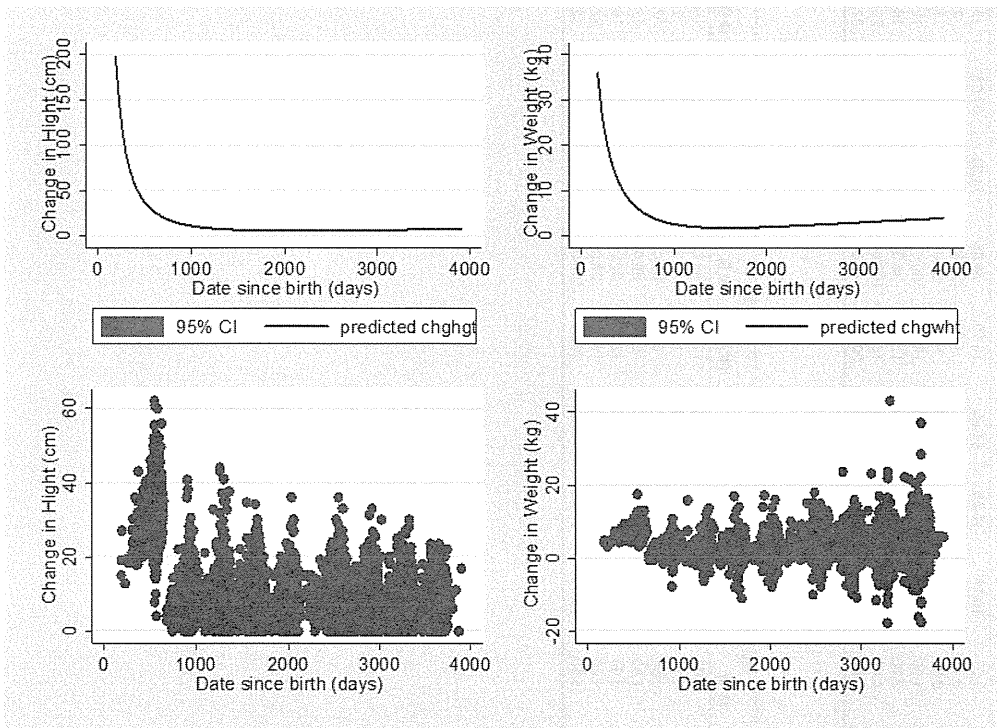 Change in Hight (cm)
0 50 100 150 200
0 1000 2000 3000 4000
Date since birth (days)
95% CI predicted chghgt
Change in Weight (kg)
0 10 20 30 40
0 1000 2000 3000 4000
Date since birth (days)
95% CI predicted chgwht
Change in Hight (cm)
0 20 40 60
0 1000 2000 3000 4000
Date since birth (days)
Change in Weight (kg)
-20 0 20 40
0 1000 2000 3000 4000
Date since birth (days)